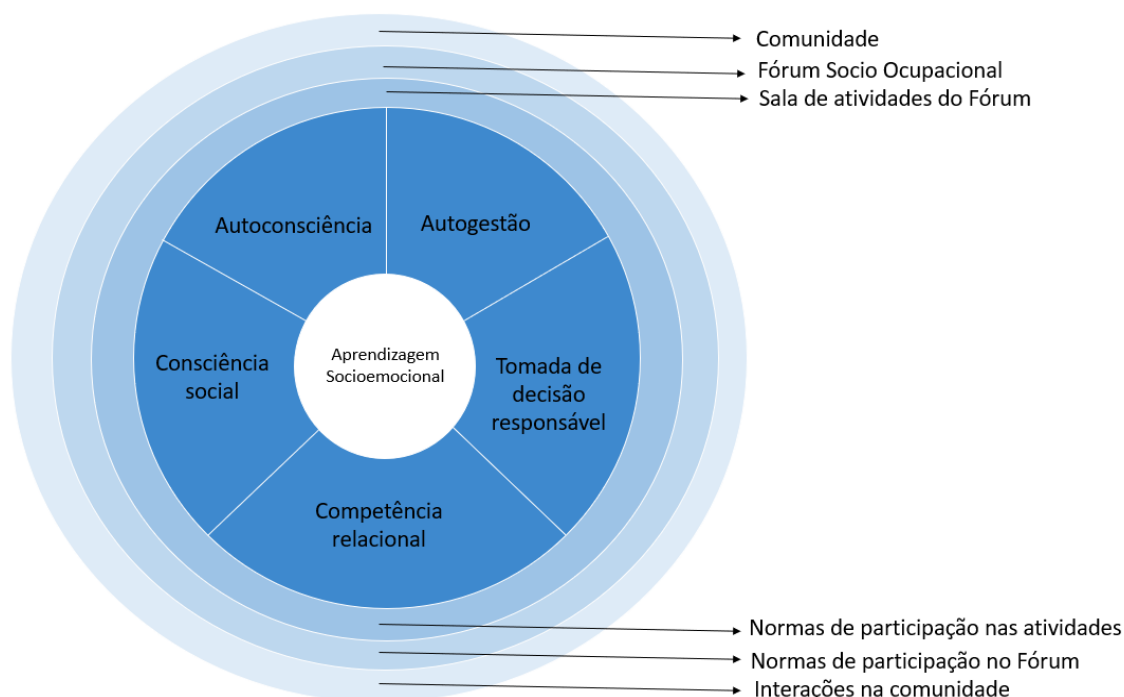 Comunidade
Fórum Socio Ocupacional
Sala de atividades do Fórum
Autoconsciência
Autogestão
Consciência
social
Aprendizagem
Socioemocional
Tomada de
decisão
responsável
Competência
relacional
Normas de participação nas atividades
Normas de participação no Fórum
Interações na comunidade